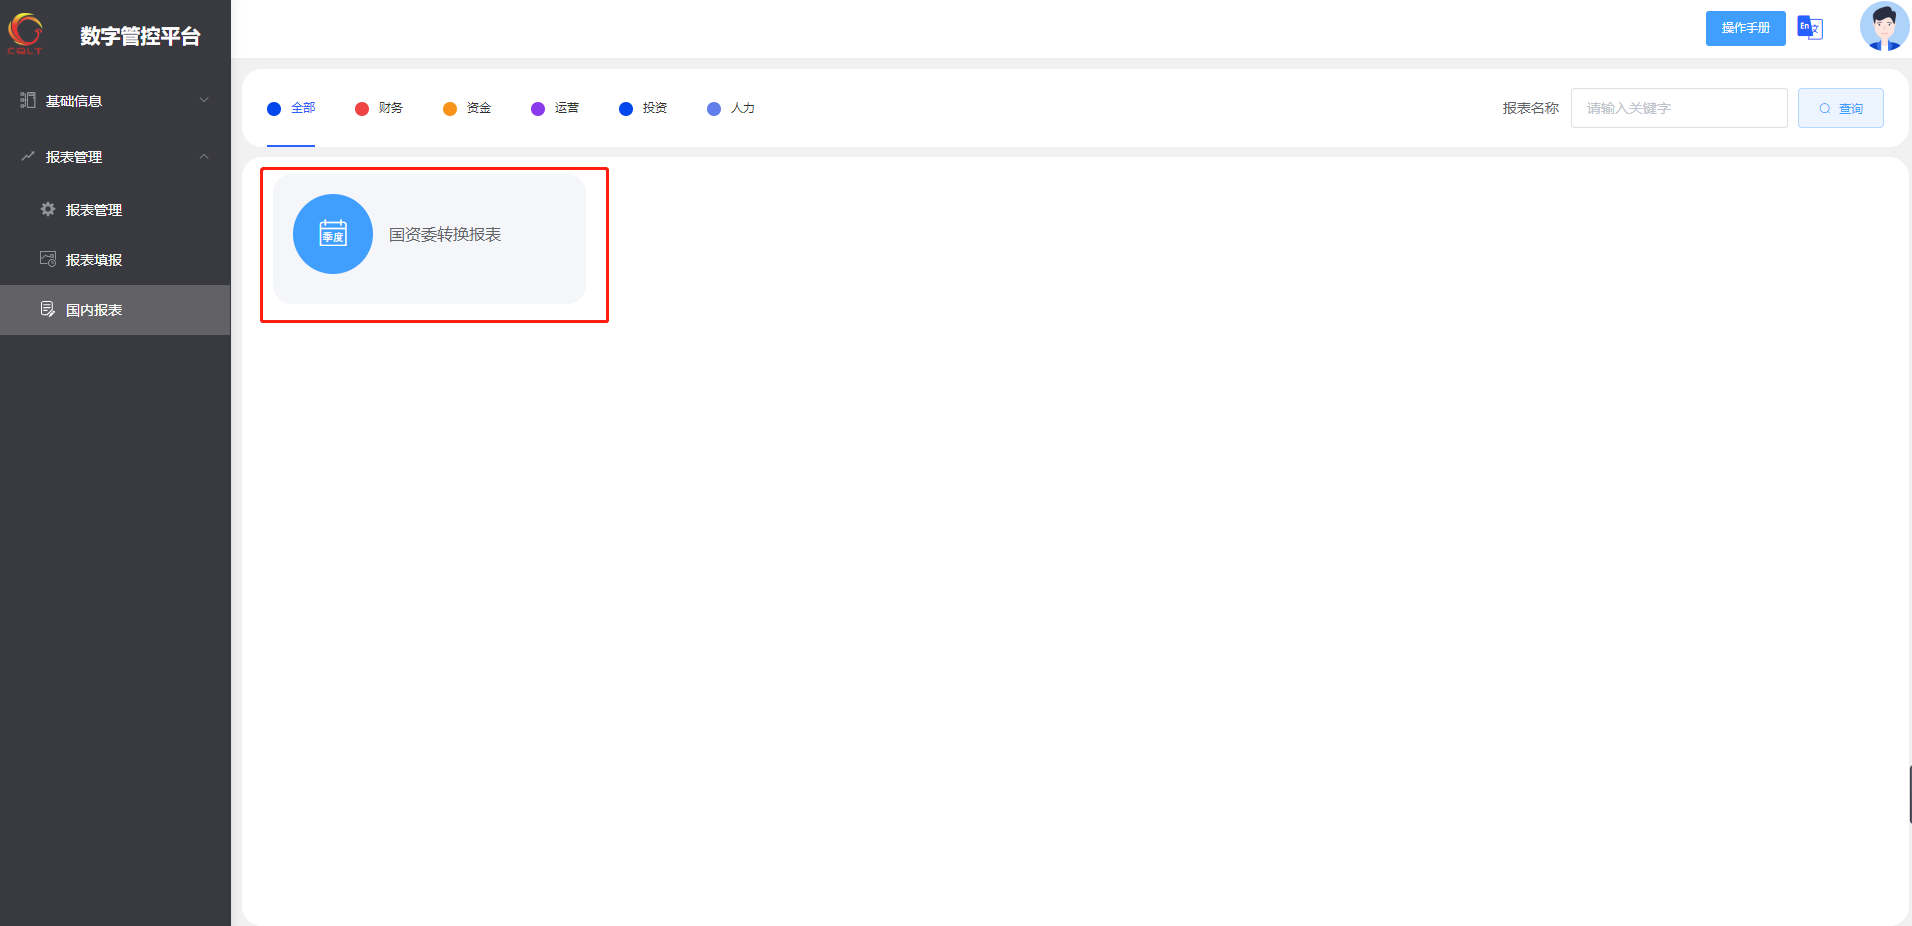 CQLT
数字管控平台
操作手册
En 文
基础信息
报表管理
报表管理
报表填报
国内报表
全部
财务
资金
运营
投资
人力
报表名称
请输入关键字
查询
季度
国资委转换报表